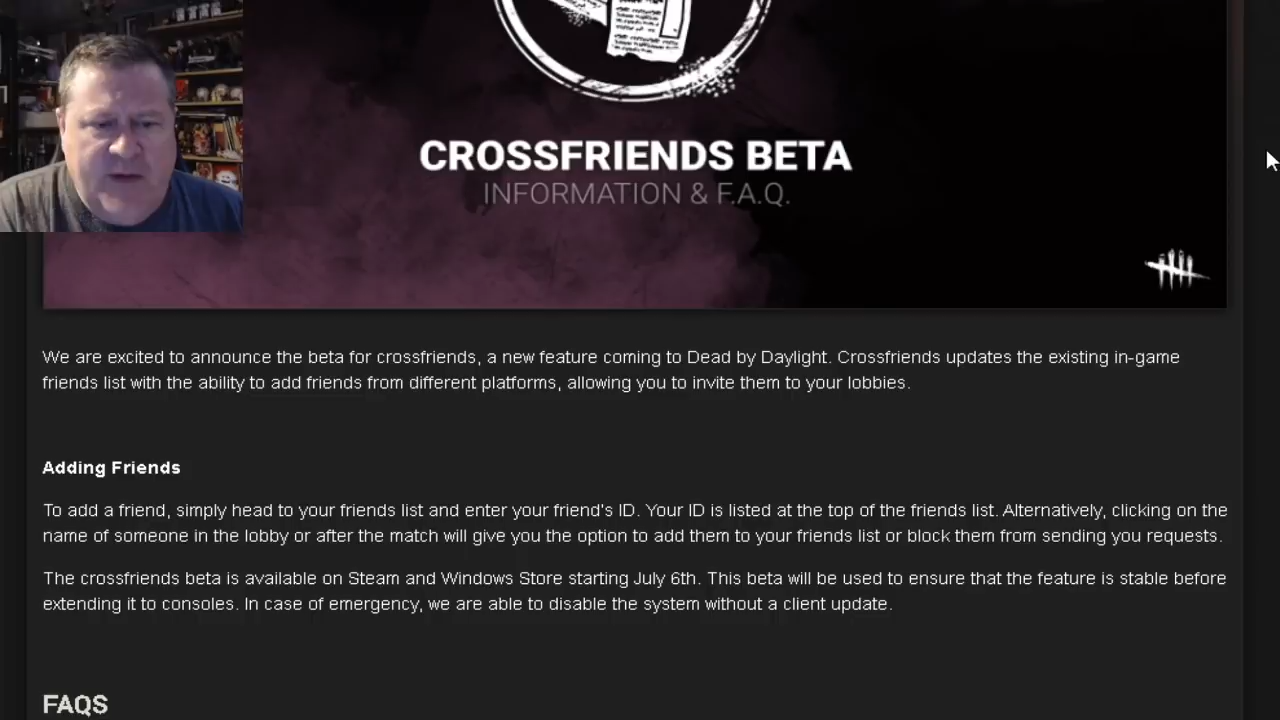 CROSSFRIENDS BETA
INFORMATION & F.A.Q.
We are excited to announce the beta for crossfriends, a new feature coming to Dead by Daylight. Crossfriends updates the existing in-game
friends list with the ability to add friends from different platforms, allowing you to invite them to your lobbies.
Adding Friends
To add a friend, simply head to your friends list and enter your friend's ID. Your ID is listed at the top of the friends list. Alternatively, clicking on the
name of someone in the lobby or after the match will give you the option to add them to your friends list or block them from sending you requests.
The crossfriends beta is available on Steam and Windows Store starting July 6th. This beta will be used to ensure that the feature is stable before
extending it to consoles. In case of emergency, we are able to disable the system without a client update.
FAQS